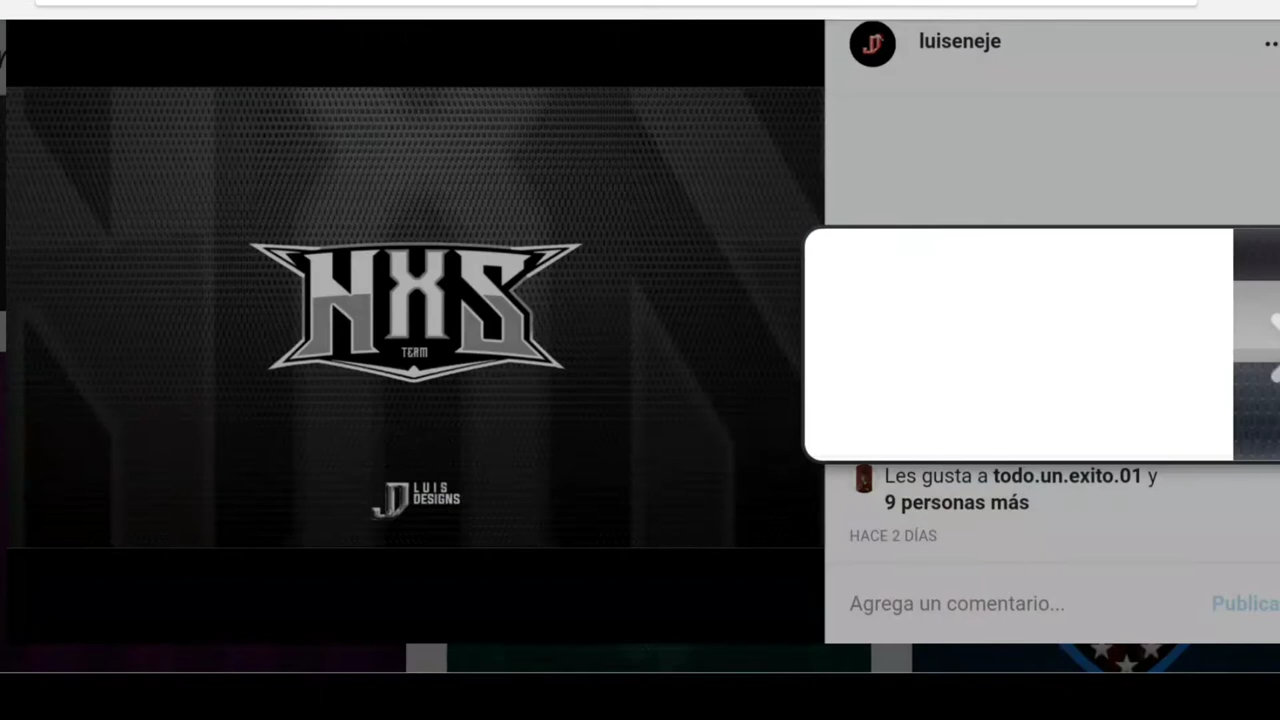 luiseneje
NXS
TEAM
JD
LUIS
DESIGNS
Les gusta a todo.un.exito.01 y
9 personas más
HACE 2 DÍAS
Agrega un comentario...
Publica